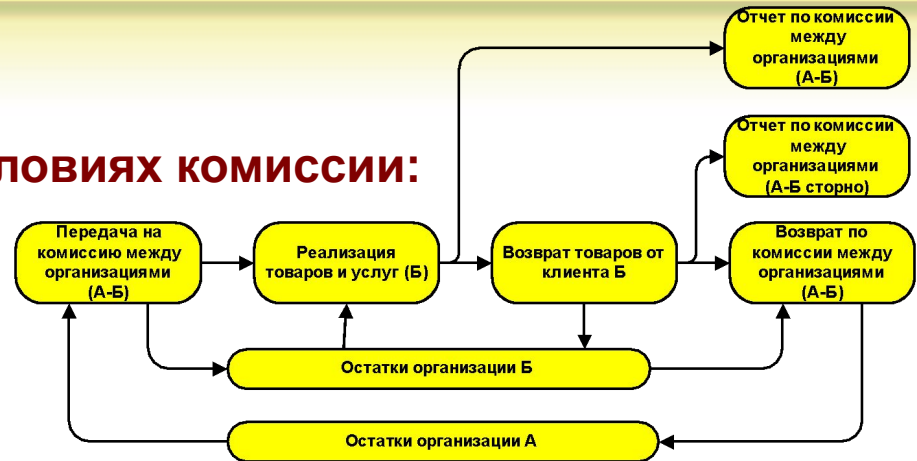 Отчет по комиссии
между
организациями
(А-Б)
Отчет по комиссии
между
организациями
(А-Б сторно)
ловиях комиссии:
Передача на
комиссию между
организациями
(А-Б)
Реализация
товаров и услуг (Б)
Возврат товаров от
клиента Б
Возврат по
комиссии между
организациями
(А-Б)
Остатки организации Б
Остатки организации А